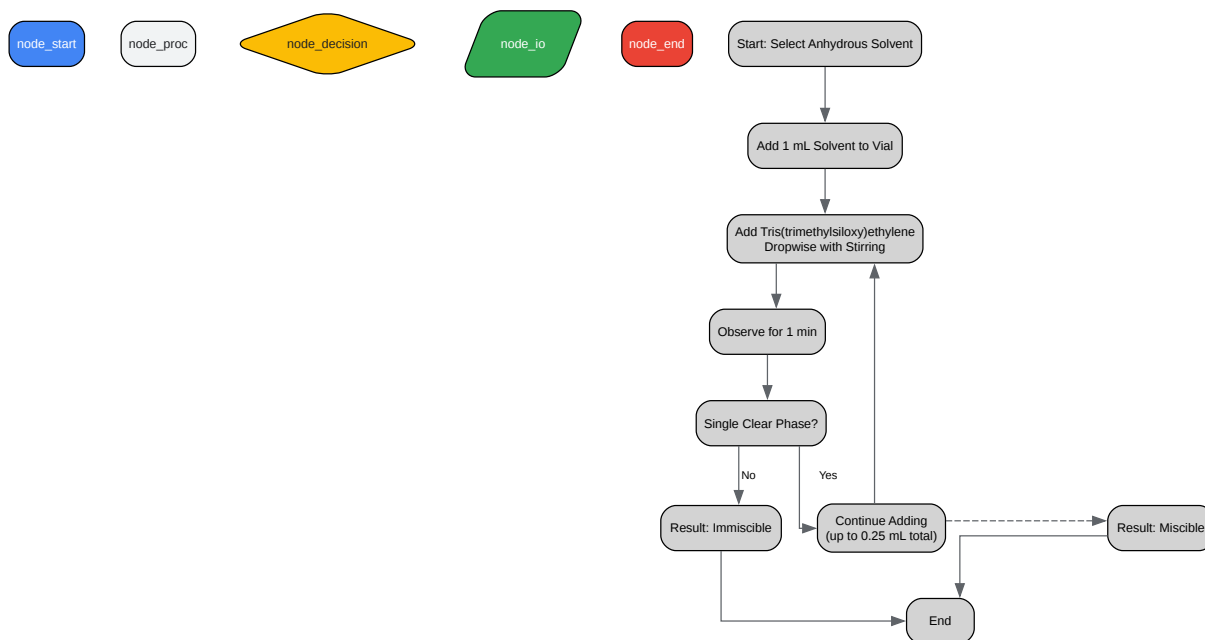 node_start
node_proc
node_decision
node_io
node_end
Start: Select Anhydrous Solvent
Add 1 mL Solvent to Vial
Add Tris(trimethylsiloxy)ethylene
Dropwise with Stirring
Observe for 1 min
Single Clear Phase?
No
Yes
Result: Immiscible
Continue Adding
(up to 0.25 mL total)
Result: Miscible
End